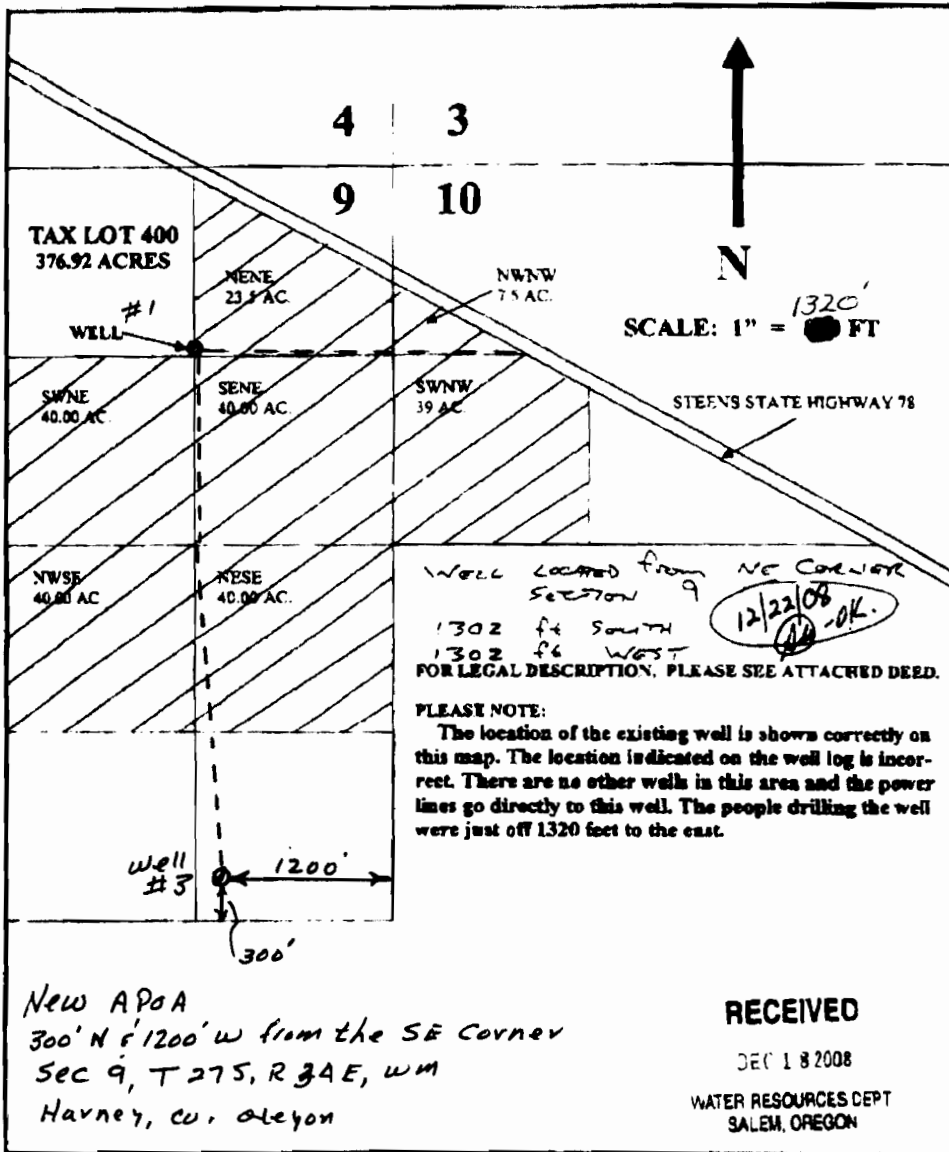 4 3
9 10
TAX LOT 400
376.92 ACRES
N
NENE
23.5 AC.
NWNW
7.5 AC.
#1
WELL
1320'
SCALE: 1" = FT
SWNE
40.00 AC.
SENE
40.00 AC.
SWNW
39 AC.
STEENS STATE HIGHWAY 78
NWSE
40.00 AC
NESE
40.00 AC.
WELL LOCATED from NE CORNER
SECTION 9
1302 ft SOUTH
1302 ft WEST
12/22/08
-OK.
FOR LEGAL DESCRIPTION, PLEASE SEE ATTACHED DEED.
PLEASE NOTE:
The location of the existing well is shown correctly on
this map. The location indicated on the well log is incor-
rect. There are no other wells in this area and the power
lines go directly to this well. The people drilling the well
were just off 1320 feet to the east.
well
#3
1200'
300'
New APOA
300' N & 1200' W from the SE Corner
Sec 9, T 27S, R 34E, WM
Harney, co. oregon
RECEIVED
DEC 18 2008
WATER RESOURCES DEPT
SALEM, OREGON